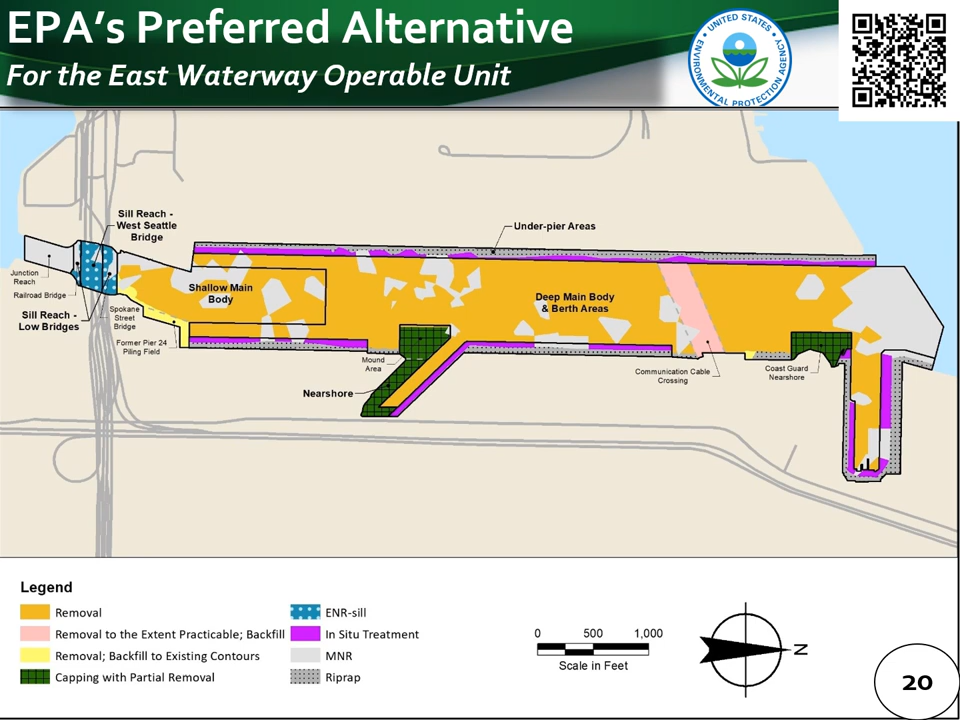 EPA's Preferred Alternative
For the East Waterway Operable Unit
UNITED STATES
ENVIRONMENTAL PROTECTION AGENCY
Sill Reach -
West Seattle
Bridge
Under-pier Areas
Junction
Reach
Railroad Bridge
Sill Reach -
Low Bridges
Spokane
Street
Bridge
Former Pier 24
Piling Field
Shallow Main
Body
Deep Main Body
& Berth Areas
Mound
Area
Nearshore
Communication Cable
Crossing
Coast Guard
Nearshore
Legend
Removal
Removal to the Extent Practicable; Backfill
Removal; Backfill to Existing Contours
Capping with Partial Removal
ENR-sill
In Situ Treatment
MNR
Riprap
0 500 1,000
Scale in Feet
N
20